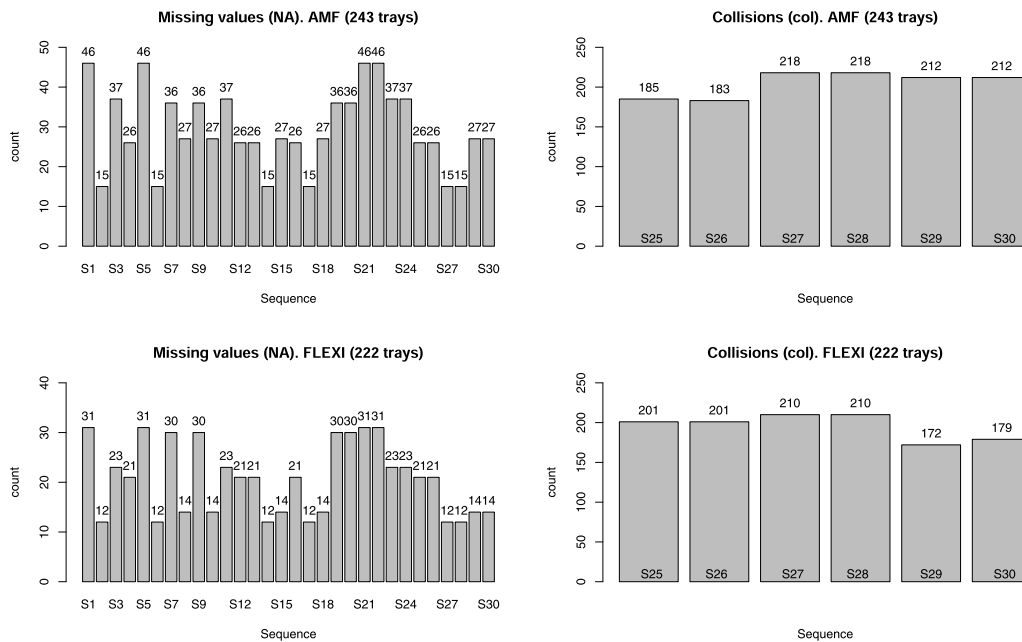 Missing values (NA). AMF (243 trays)
count
50
40
30
20
10
0
46 15 37 26 46 15 36 27 36 27 37 26 26 15 27 26 15 27 36 36 46 46 37 37 26 26 15 15 27 27
S1 S3 S5 S7 S9 S12 S15 S18 S21 S24 S27 S30
Sequence
Collisions (col). AMF (243 trays)
count
250
200
150
100
50
0
185 183 218 218 212 212
S25 S26 S27 S28 S29 S30
Sequence
Missing values (NA). FLEXI (222 trays)
count
40
30
20
10
0
31 12 23 21 31 12 30 14 30 14 23 21 21 12 14 21 12 14 30 30 31 31 23 23 21 21 12 12 14 14
S1 S3 S5 S7 S9 S12 S15 S18 S21 S24 S27 S30
Sequence
Collisions (col). FLEXI (222 trays)
count
250
200
150
100
50
0
201 201 210 210 172 179
S25 S26 S27 S28 S29 S30
Sequence